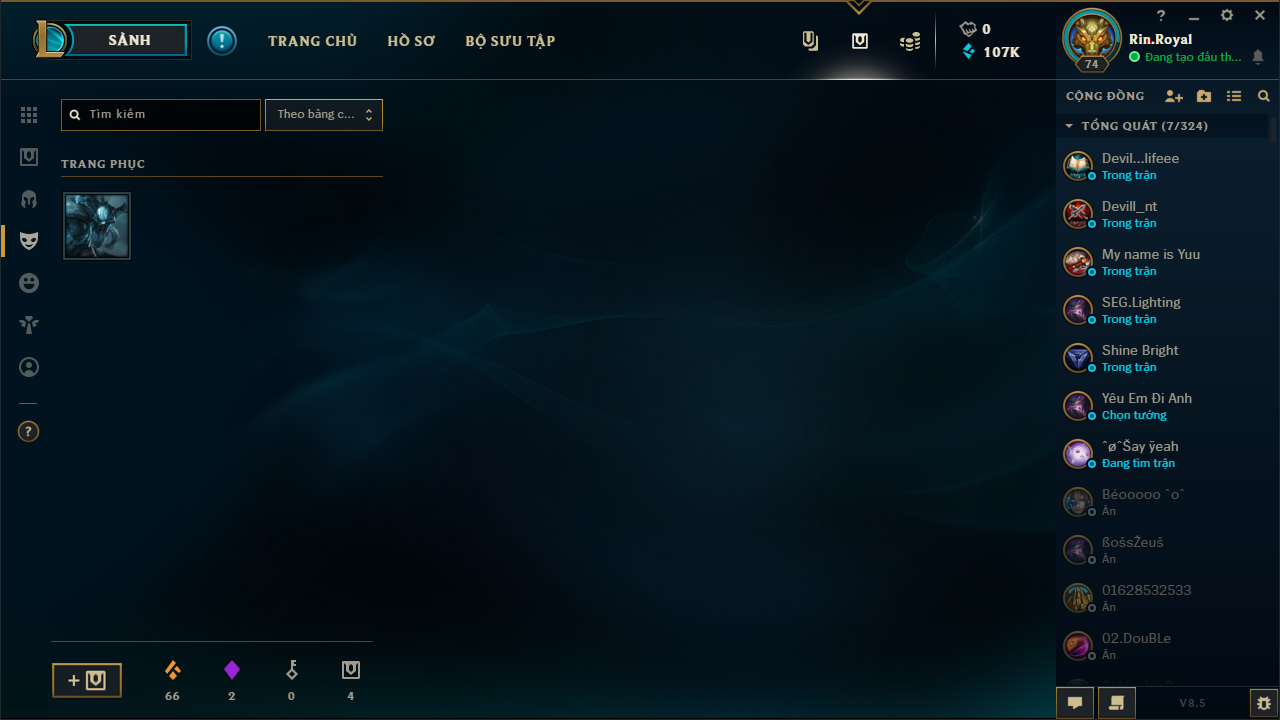 SẢNH
TRANG CHỦ
HỒ SƠ
BỘ SƯU TẬP
0
107K
74
Rin.Royal
Đang tạo dấu th...
Tìm kiếm
Theo bảng c...
TRANG PHỤC
66
2
0
4
CỘNG ĐỒNG
TỔNG QUÁT (7/324)
Devil...lifeee
Trong trận
Devill_nt
Trong trận
My name is Yuu
Trong trận
SEG.Lighting
Trong trận
Shine Bright
Trong trận
Yêu Em Đi Anh
Chọn tướng
ˆøˆŠay ÿeah
Đang tìm trận
Béooooo ˆoˆ
Ẩn
ßošsŽeuš
Ẩn
01628532533
Ẩn
02.DouBLe
Ẩn
V8.5